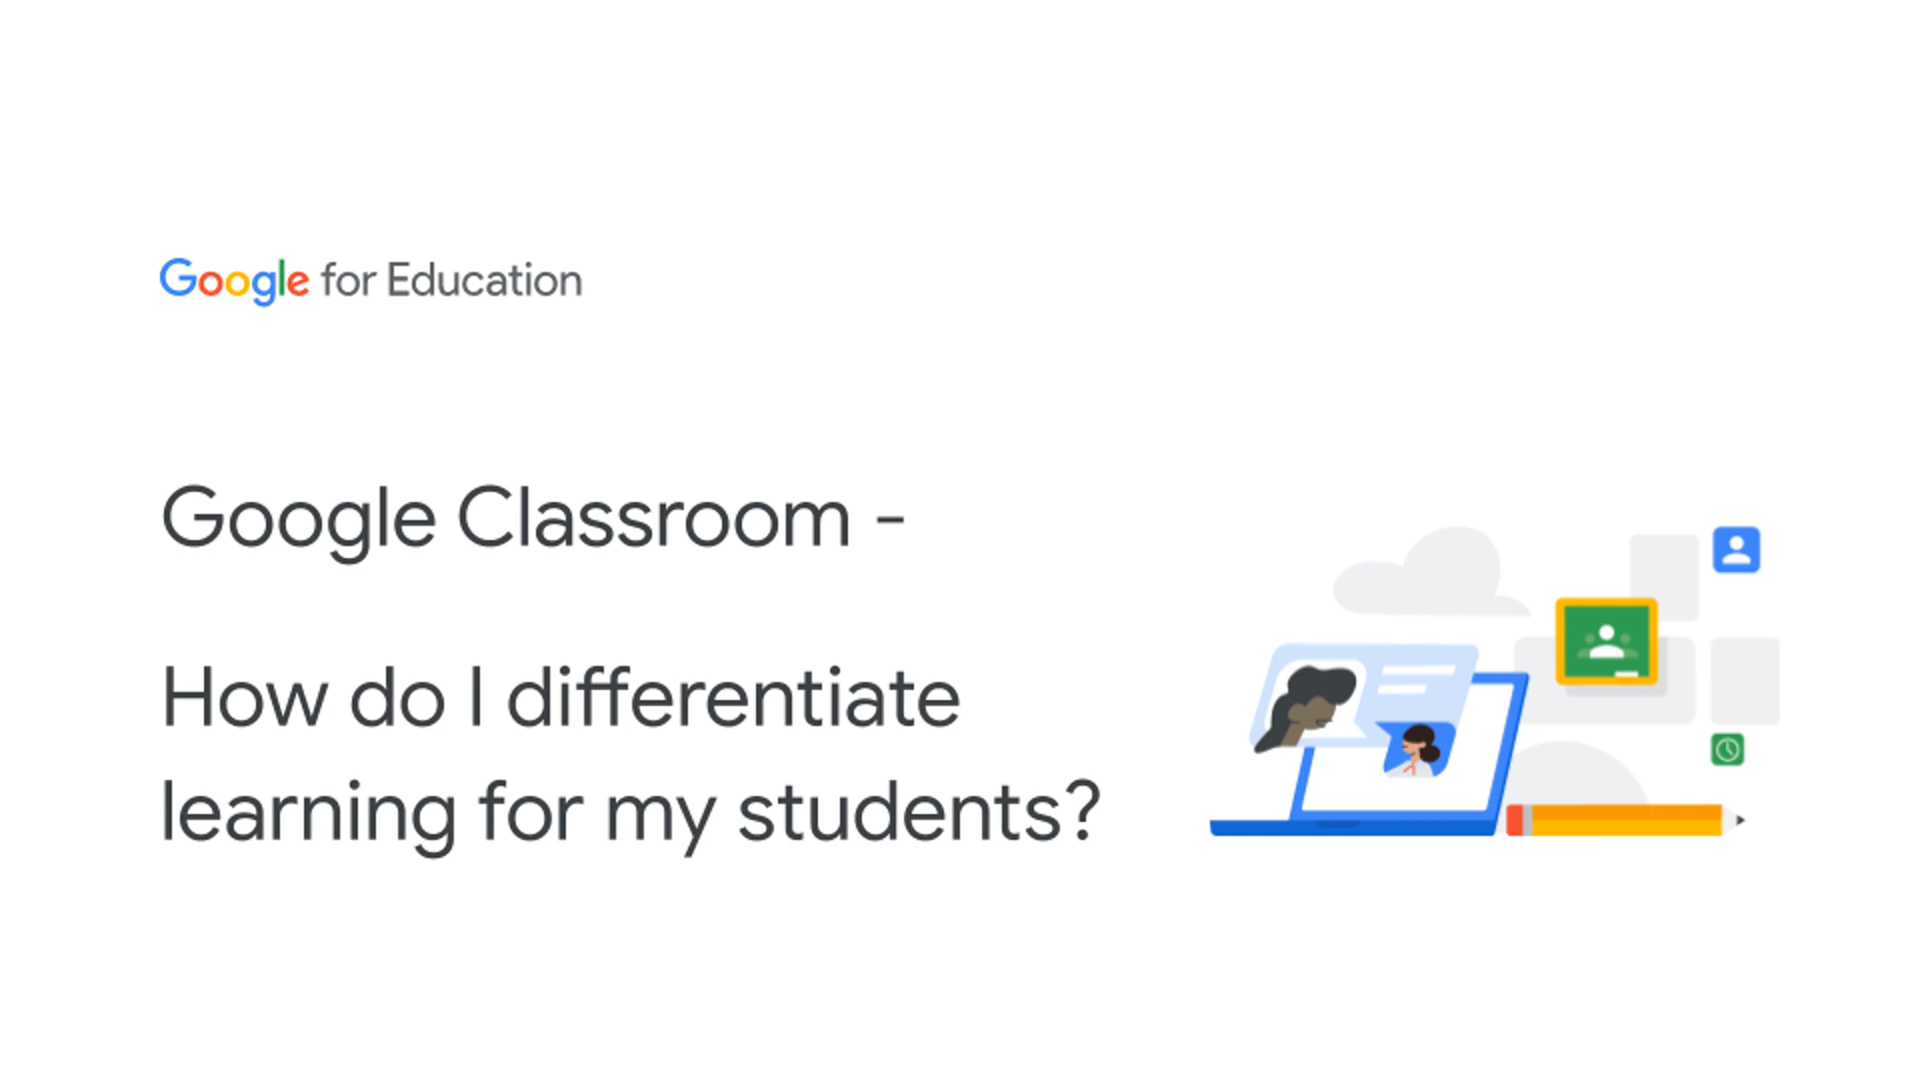 Google for Education
Google Classroom -
How do I differentiate
learning for my students?